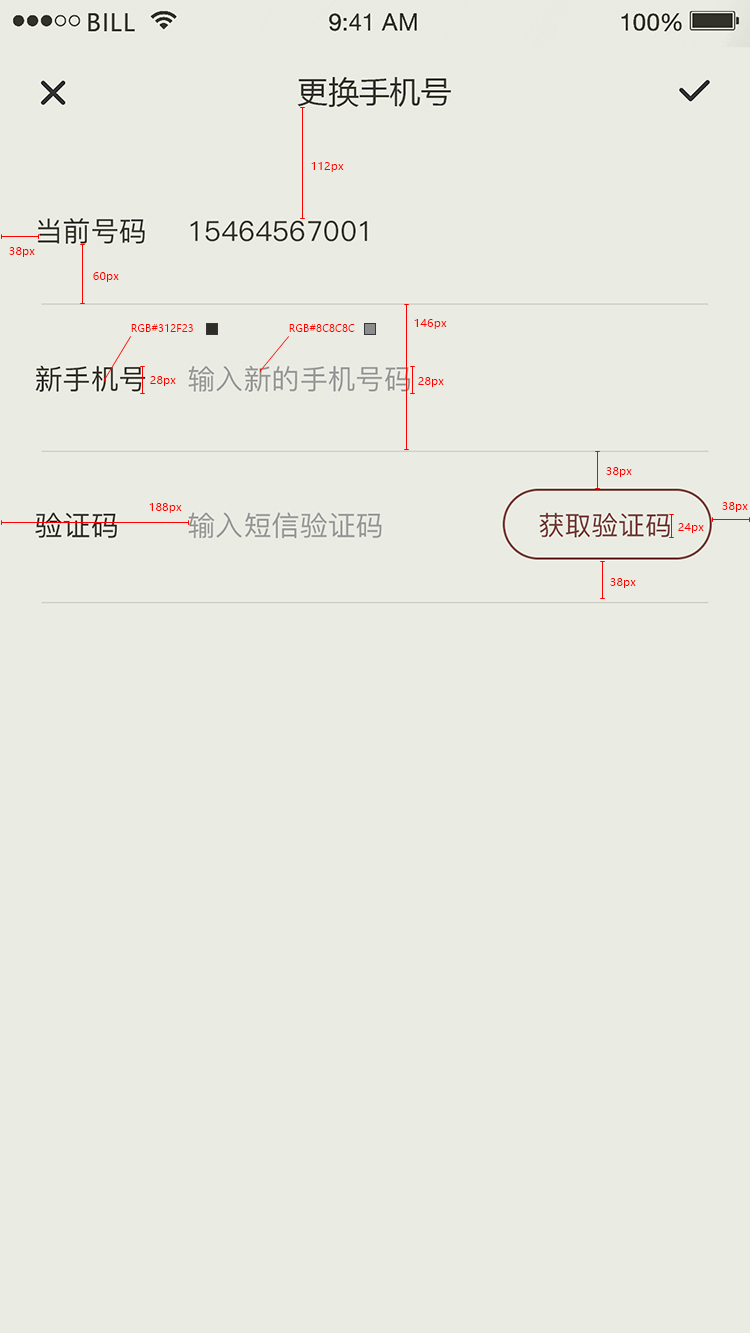 BILL 9:41 AM 100%
更换手机号
112px
当前号码 15464567001
38px
60px
RGB#312F23 RGB#8C8C8C 146px
新手机号 28px 输入新的手机号码 28px
38px
188px 38px
验证码 输入短信验证码 获取验证码 24px
38px